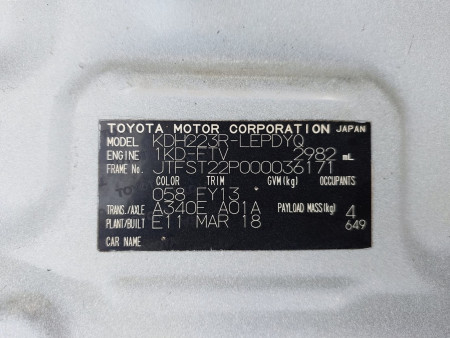 TOYOTA MOTOR CORPORATION JAPAN
MODEL KDH223R-LEPDYQ
ENGINE 1KD-FTV 2982 mL
FRAME No. JTFST22P000036171
COLOR TRIM GVM(kg) OCCUPANTS
058 FY13
TRANS./AXLE A340E A01A PAYLOAD MASS(kg) 4
PLANT/BUILT E11 MAR 18 649
CAR NAME